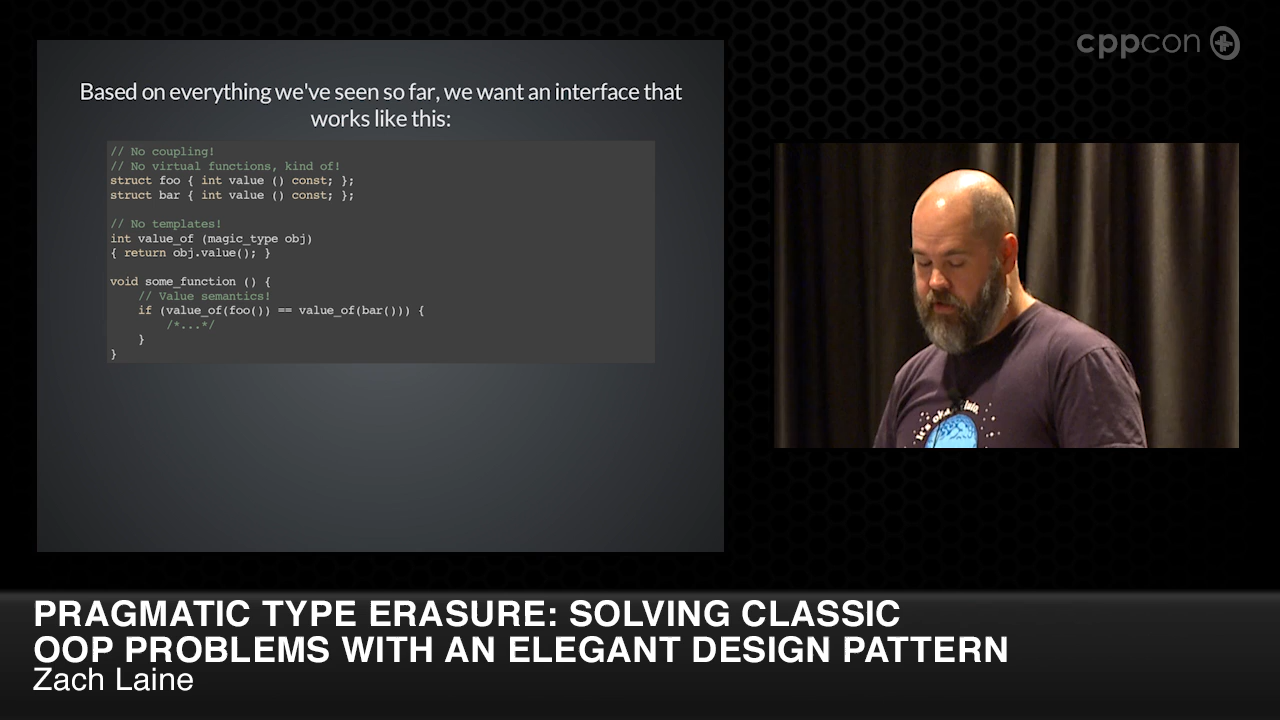 cppcon
Based on everything we've seen so far, we want an interface that
works like this:
// No coupling!
// No virtual functions, kind of!
struct foo { int value () const; };
struct bar { int value () const; };
// No templates!
int value_of (magic_type obj)
{ return obj.value(); }
void some_function () {
// Value semantics!
if (value_of(foo()) == value_of(bar())) {
/*...*/
}
}
It's oka
PRAGMATIC TYPE ERASURE: SOLVING CLASSIC
OOP PROBLEMS WITH AN ELEGANT DESIGN PATTERN
Zach Laine